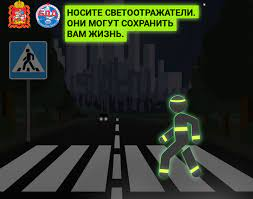 НОСИТЕ СВЕТООТРАЖАТЕЛИ.
ОНИ МОГУТ СОХРАНИТЬ
ВАМ ЖИЗНЬ.